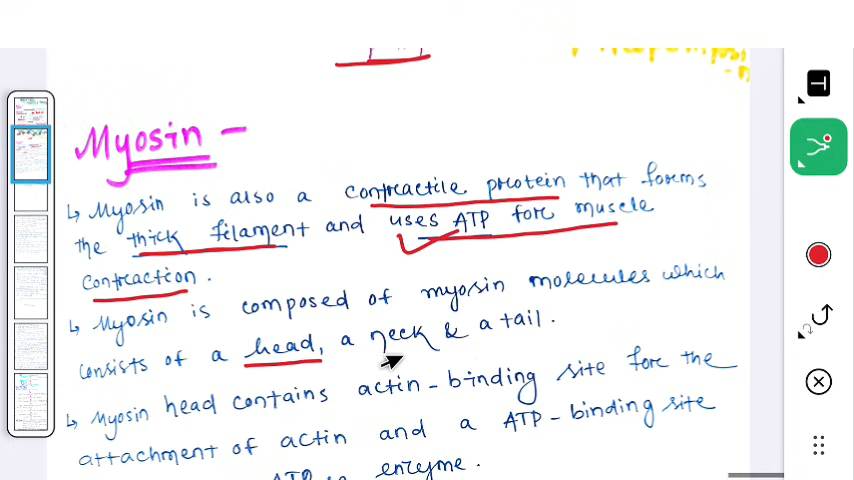 Myosin -
↳ Myosin is also a contractile protein that forms
the thick filament and uses ATP for muscle
contraction.
↳ Myosin is composed of myosin molecules which
consists of a head, a neck & a tail.
↳ Myosin head contains actin-binding site for the
attachment of actin and a ATP-binding site
ATP enzyme.
T